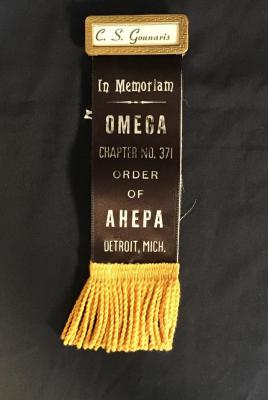 C. S. Gounaris
In Memoriam
OMEGA
CHAPTER NO. 371
ORDER
OF
AHEPA
DETROIT, MICH.